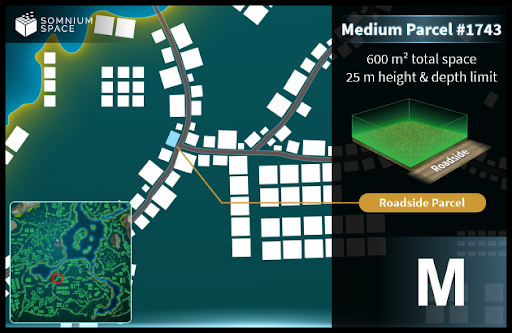 SOMNIUM
SPACE
Medium Parcel #1743
600 m² total space
25 m height & depth limit
Roadside
Roadside Parcel
M